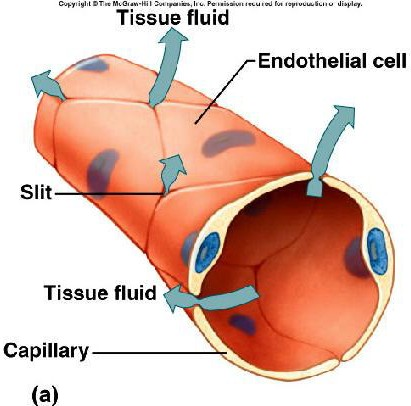 Copyright © The McGraw-Hill Companies, Inc. Permission required for reproduction or display.
Tissue fluid
Endothelial cell
Slit
Tissue fluid
Capillary
(a)